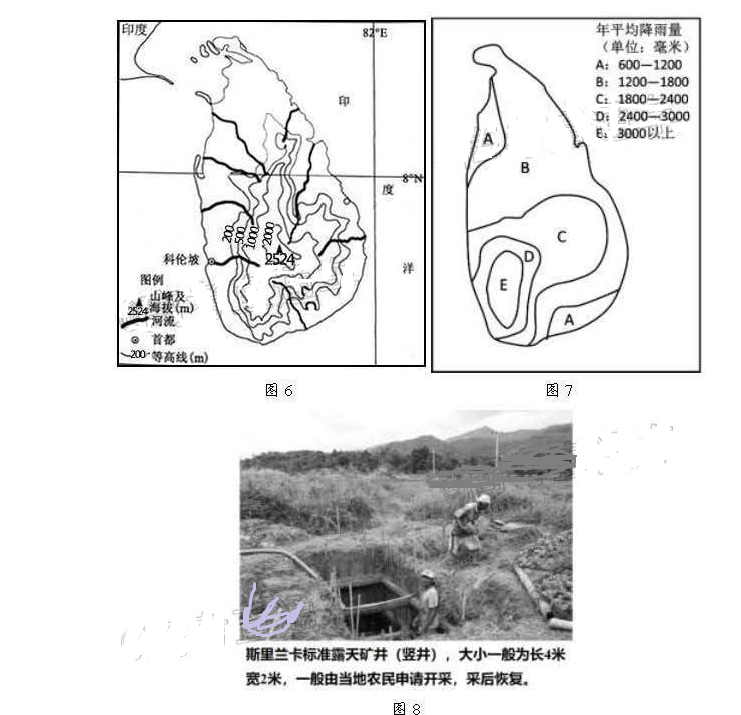 印度
82°E
印
8°N
度
洋
200
500
1000
2000
2524
科伦坡
图例
山峰及
2524 海拔(m)
河流
首都
200 等高线(m)
图6
年平均降雨量
(单位：毫米)
A：600—1200
B：1200—1800
C：1800—2400
D：2400—3000
E：3000以上
A
B
C
D
E
A
图7
斯里兰卡标准露天矿井（竖井），大小一般为长4米
宽2米，一般由当地农民申请开采，采后恢复。
图8